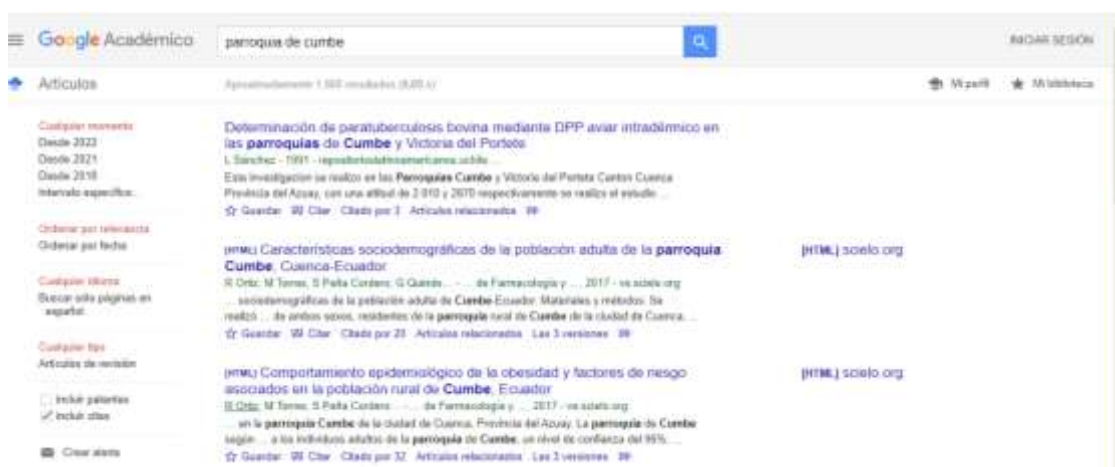 Google Académico
parroquia de cumbe
INICIAR SESIÓN
Artículos
Aproximadamente 1.500 resultados
Mi perfil
Mi biblioteca
Cualquier momento
Desde 2022
Desde 2021
Desde 2018
Intervalo específico...
Ordenar por relevancia
Ordenar por fecha
Cualquier idioma
Buscar sólo páginas en
español
Cualquier tipo
Artículos de revisión
Incluir patentes
Incluir citas
Crear alerta
Determinación de paratuberculosis bovina mediante DPP aviar intradérmico en
las parroquias de Cumbe y Victoria del Portete
L Sánchez - 1991 - repositorioslatinoamericanos.uchile...
Esta investigacion se realizo en las Parroquias Cumbe y Victoria del Portete Canton Cuenca
Provincia del Azuay, con una altitud de 2 010 y 2670 respectivamente se realizo el estudio ...
Guardar Citar Citado por 3 Artículos relacionados
[HTML] Características sociodemográficas de la población adulta de la parroquia
Cumbe, Cuenca-Ecuador
R Ortiz, M Torres, S Peña Cordero, G Quinde... - ... de Farmacología y ..., 2017 - ve.scielo.org
... sociodemográficas de la población adulta de Cumbe-Ecuador. Materiales y métodos: Se
realizó ... de ambos sexos, residentes de la parroquia rural de Cumbe de la ciudad de Cuenca, ...
Guardar Citar Citado por 20 Artículos relacionados Las 3 versiones
[HTML] scielo.org
[HTML] Comportamiento epidemiológico de la obesidad y factores de riesgo
asociados en la población rural de Cumbe, Ecuador
R Ortiz, M Torres, S Peña Cordero... - ... de Farmacología y ..., 2017 - ve.scielo.org
... en la parroquia Cumbe de la ciudad de Cuenca, Provincia del Azuay. La parroquia de Cumbe
según ... a los individuos adultos de la parroquia de Cumbe, un nivel de confianza del 95%, ...
Guardar Citar Citado por 32 Artículos relacionados Las 3 versiones
[HTML] scielo.org